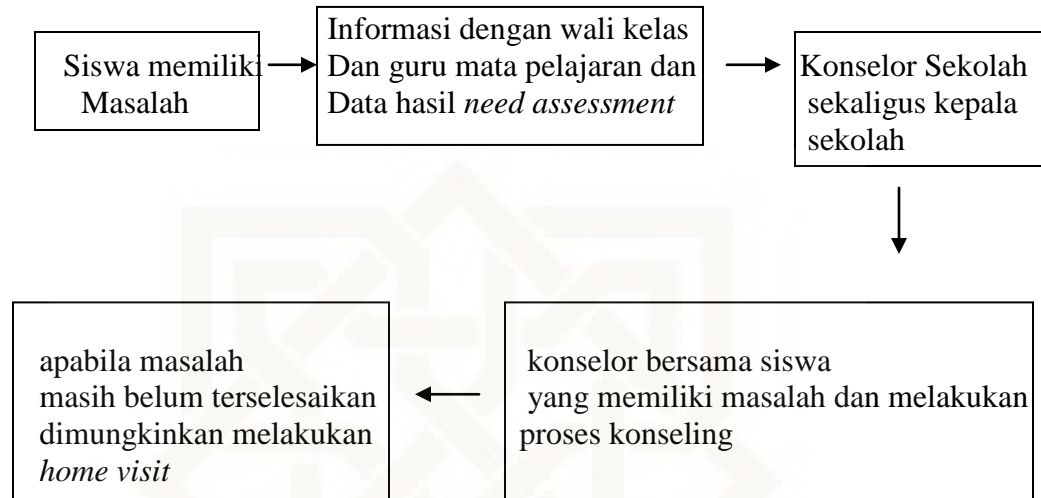 Siswa memiliki
Masalah
Informasi dengan wali kelas
Dan guru mata pelajaran dan
Data hasil need assessment
Konselor Sekolah
sekaligus kepala
sekolah
konselor bersama siswa
yang memiliki masalah dan melakukan
proses konseling
apabila masalah
masih belum terselesaikan
dimungkinkan melakukan
home visit